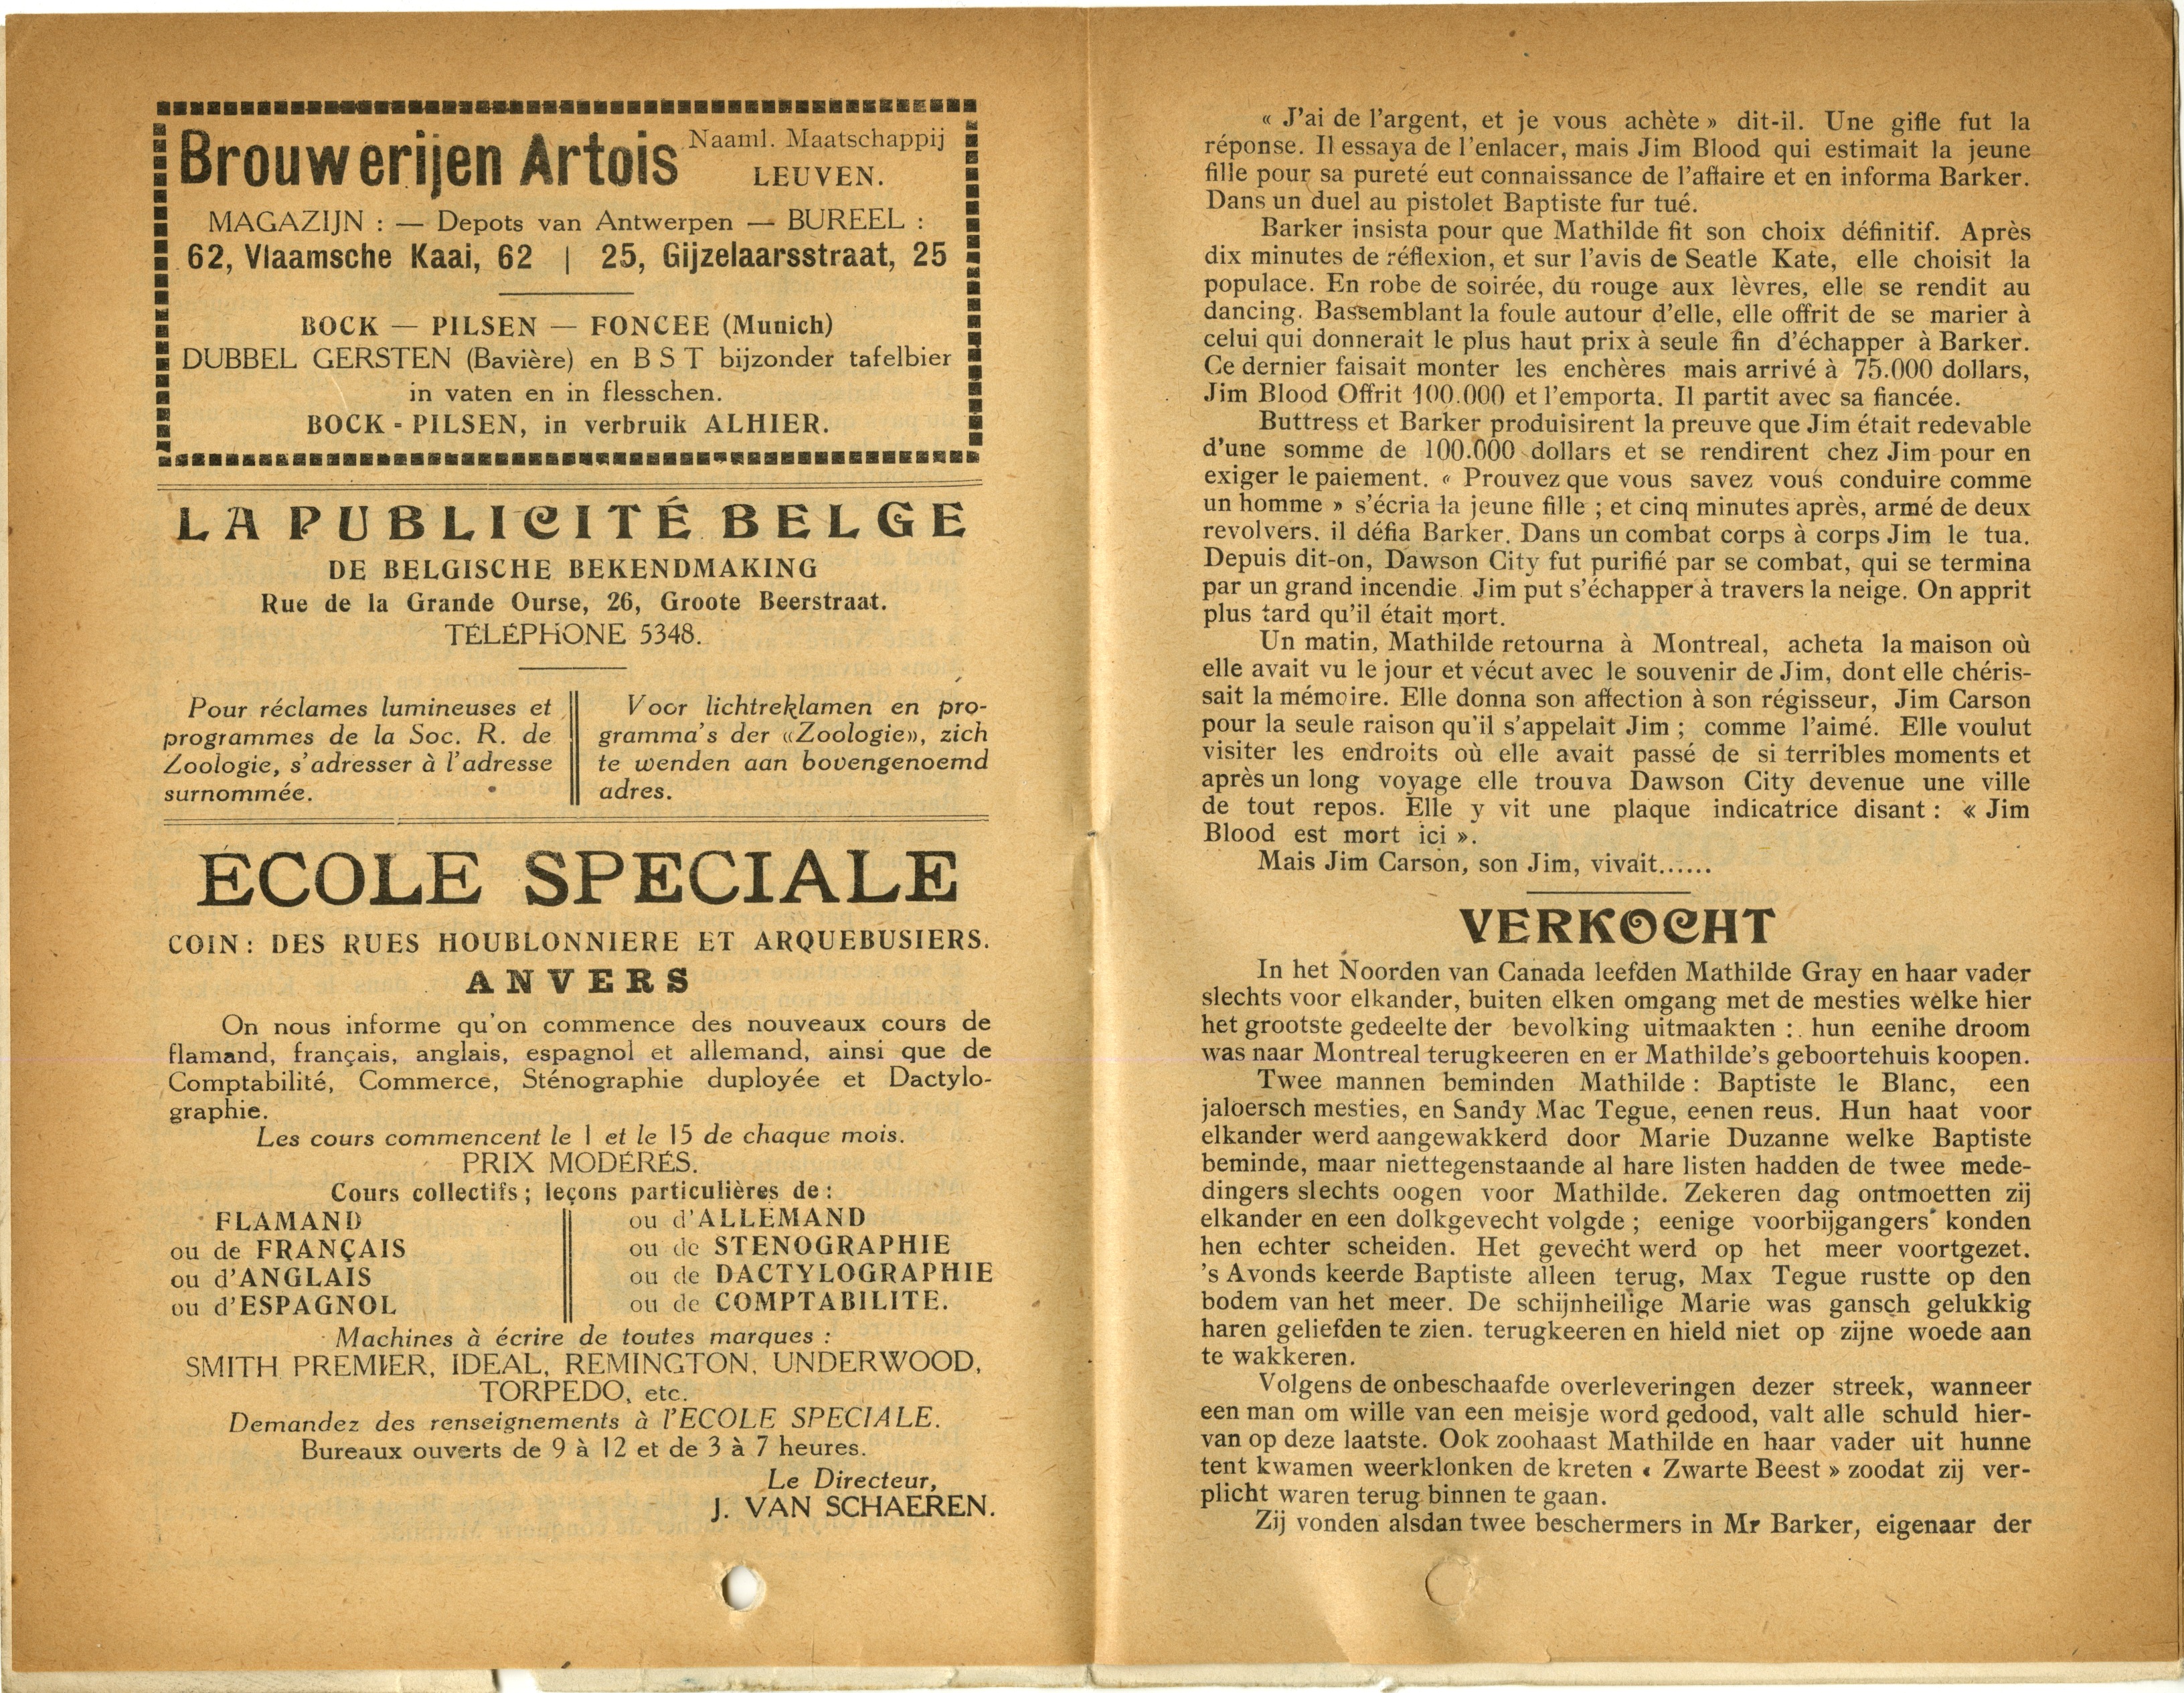 Brouwerijen Artois Naaml. Maatschappij
LEUVEN.
MAGAZIJN : — Depots van Antwerpen — BUREEL :
62, Vlaamsche Kaai, 62 | 25, Gijzelaarsstraat, 25
BOCK — PILSEN — FONCEE (Munich)
DUBBEL GERSTEN (Bavière) en B S T bijzonder tafelbier
in vaten en in flesschen.
BOCK - PILSEN, in verbruik ALHIER.
LA PUBLICITÉ BELGE
DE BELGISCHE BEKENDMAKING
Rue de la Grande Ourse, 26, Groote Beerstraat.
TÉLÉPHONE 5348.
Pour réclames lumineuses et
programmes de la Soc. R. de
Zoologie, s'adresser à l'adresse
surnommée.
Voor lichtreklamen en pro-
gramma's der «Zoologie», zich
te wenden aan bovengenoemd
adres.
ÉCOLE SPECIALE
COIN: DES RUES HOUBLONNIERE ET ARQUEBUSIERS.
ANVERS
On nous informe qu'on commence des nouveaux cours de
flamand, français, anglais, espagnol et allemand, ainsi que de
Comptabilité, Commerce, Sténographie duployée et Dactylo-
graphie.
Les cours commencent le 1 et le 15 de chaque mois.
PRIX MODÉRÉS.
Cours collectifs ; leçons particulières de :
FLAMAND
ou de FRANÇAIS
ou d'ANGLAIS
ou d'ESPAGNOL
ou d'ALLEMAND
ou de STENOGRAPHIE
ou de DACTYLOGRAPHIE
ou de COMPTABILITE.
Machines à écrire de toutes marques :
SMITH PREMIER, IDEAL, REMINGTON, UNDERWOOD,
TORPEDO, etc.
Demandez des renseignements à l'ECOLE SPECIALE.
Bureaux ouverts de 9 à 12 et de 3 à 7 heures.
Le Directeur,
J. VAN SCHAEREN.
« J'ai de l'argent, et je vous achète » dit-il. Une gifle fut la
réponse. Il essaya de l'enlacer, mais Jim Blood qui estimait la jeune
fille pour sa pureté eut connaissance de l'affaire et en informa Barker.
Dans un duel au pistolet Baptiste fur tué.
Barker insista pour que Mathilde fit son choix définitif. Après
dix minutes de réflexion, et sur l'avis de Seatle Kate, elle choisit la
populace. En robe de soirée, du rouge aux lèvres, elle se rendit au
dancing. Bassemblant la foule autour d'elle, elle offrit de se marier à
celui qui donnerait le plus haut prix à seule fin d'échapper à Barker.
Ce dernier faisait monter les enchères mais arrivé à 75.000 dollars,
Jim Blood Offrit 100.000 et l'emporta. Il partit avec sa fiancée.
Buttress et Barker produisirent la preuve que Jim était redevable
d'une somme de 100.000 dollars et se rendirent chez Jim pour en
exiger le paiement. « Prouvez que vous savez vous conduire comme
un homme » s'écria la jeune fille ; et cinq minutes après, armé de deux
revolvers. il défia Barker. Dans un combat corps à corps Jim le tua.
Depuis dit-on, Dawson City fut purifié par se combat, qui se termina
par un grand incendie. Jim put s'échapper à travers la neige. On apprit
plus tard qu'il était mort.
Un matin, Mathilde retourna à Montreal, acheta la maison où
elle avait vu le jour et vécut avec le souvenir de Jim, dont elle chéris-
sait la mémoire. Elle donna son affection à son régisseur, Jim Carson
pour la seule raison qu'il s'appelait Jim ; comme l'aimé. Elle voulut
visiter les endroits où elle avait passé de si terribles moments et
après un long voyage elle trouva Dawson City devenue une ville
de tout repos. Elle y vit une plaque indicatrice disant : « Jim
Blood est mort ici ».
Mais Jim Carson, son Jim, vivait......
VERKOCHT
In het Noorden van Canada leefden Mathilde Gray en haar vader
slechts voor elkander, buiten elken omgang met de mesties welke hier
het grootste gedeelte der bevolking uitmaakten : hun eenihe droom
was naar Montreal terugkeeren en er Mathilde's geboortehuis koopen.
Twee mannen beminden Mathilde : Baptiste le Blanc, een
jaloersch mesties, en Sandy Mac Tegue, eenen reus. Hun haat voor
elkander werd aangewakkerd door Marie Duzanne welke Baptiste
beminde, maar niettegenstaande al hare listen hadden de twee mede-
dingers slechts oogen voor Mathilde. Zekeren dag ontmoetten zij
elkander en een dolkgevecht volgde ; eenige voorbijgangers konden
hen echter scheiden. Het gevecht werd op het meer voortgezet.
's Avonds keerde Baptiste alleen terug, Max Tegue rustte op den
bodem van het meer. De schijnheilige Marie was gansch gelukkig
haren geliefden te zien. terugkeeren en hield niet op zijne woede aan
te wakkeren.
Volgens de onbeschaafde overleveringen dezer streek, wanneer
een man om wille van een meisje word gedood, valt alle schuld hier-
van op deze laatste. Ook zoohaast Mathilde en haar vader uit hunne
tent kwamen weerklonken de kreten « Zwarte Beest » zoodat zij ver-
plicht waren terug binnen te gaan.
Zij vonden alsdan twee beschermers in Mr Barker, eigenaar der